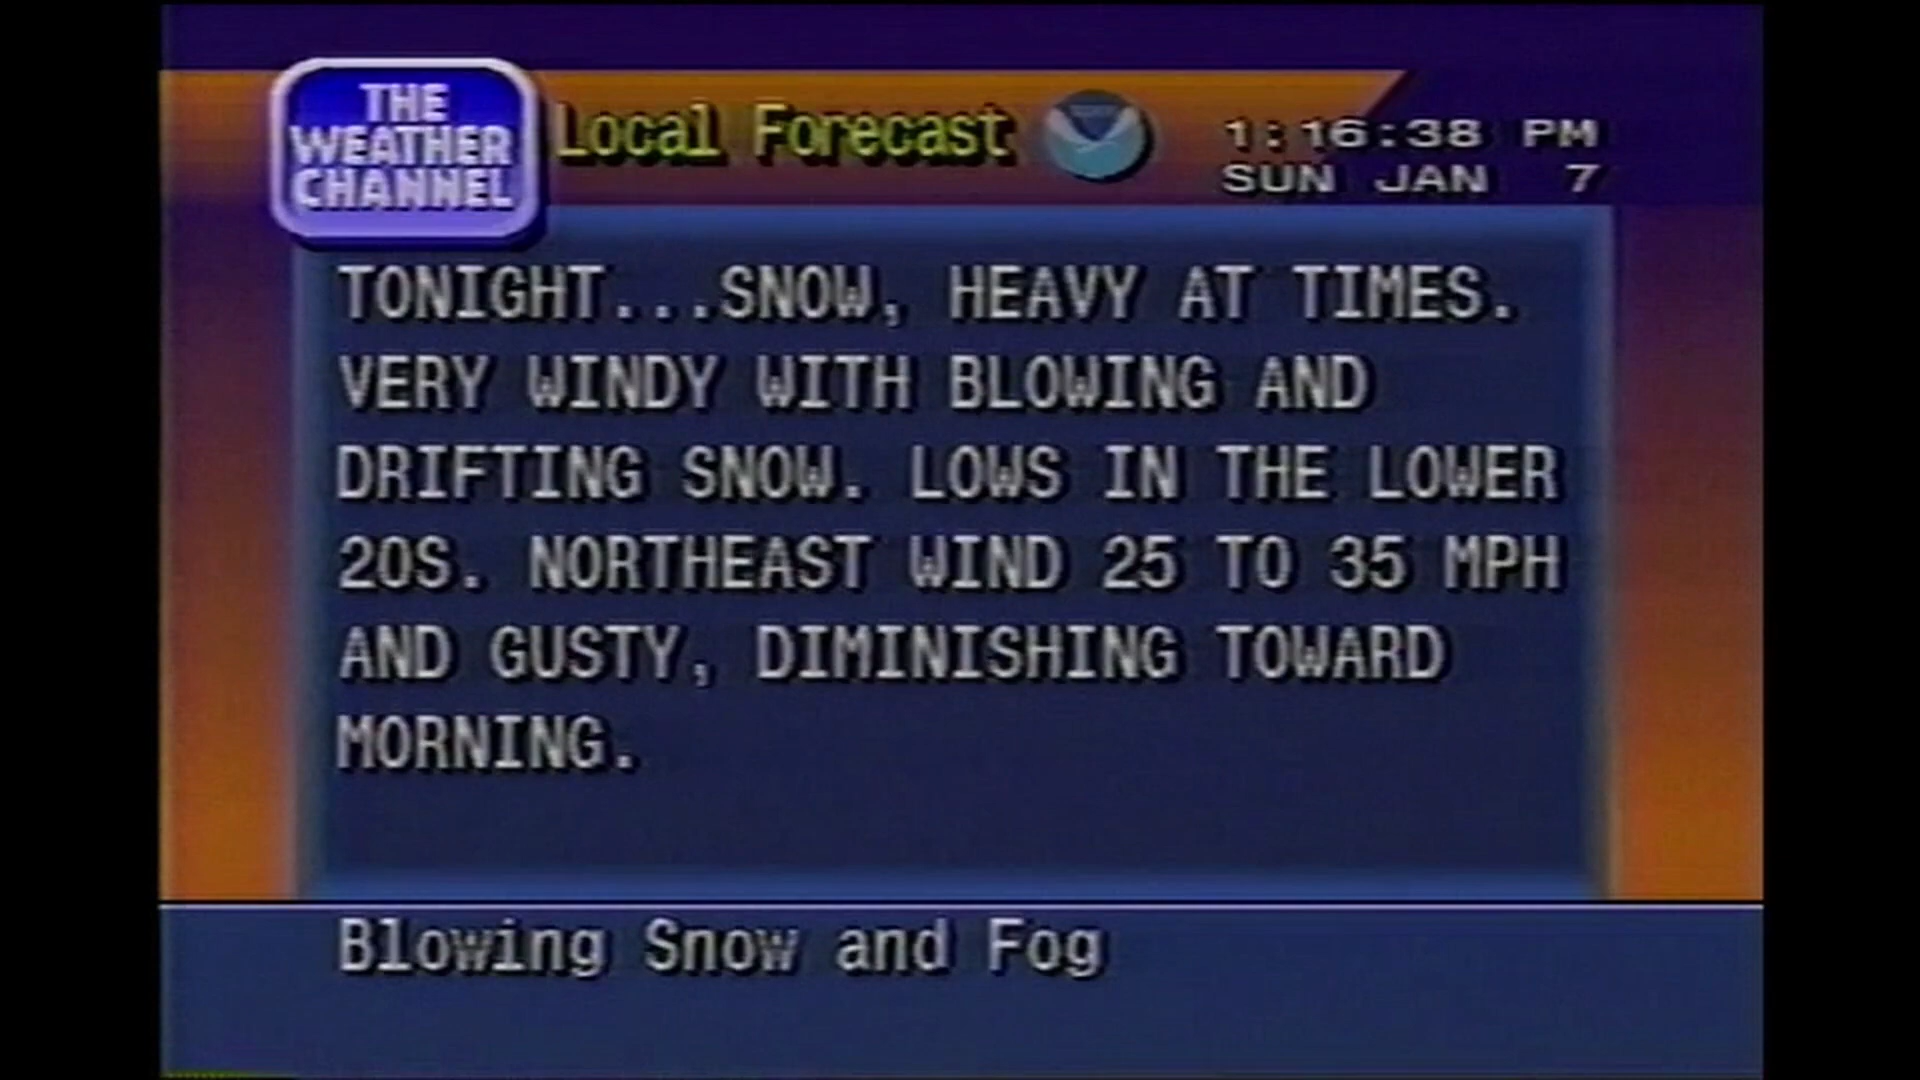 THE
WEATHER
CHANNEL
Local Forecast
1:16:38 PM
SUN JAN 7
TONIGHT...SNOW, HEAVY AT TIMES.
VERY WINDY WITH BLOWING AND
DRIFTING SNOW. LOWS IN THE LOWER
20S. NORTHEAST WIND 25 TO 35 MPH
AND GUSTY, DIMINISHING TOWARD
MORNING.
Blowing Snow and Fog